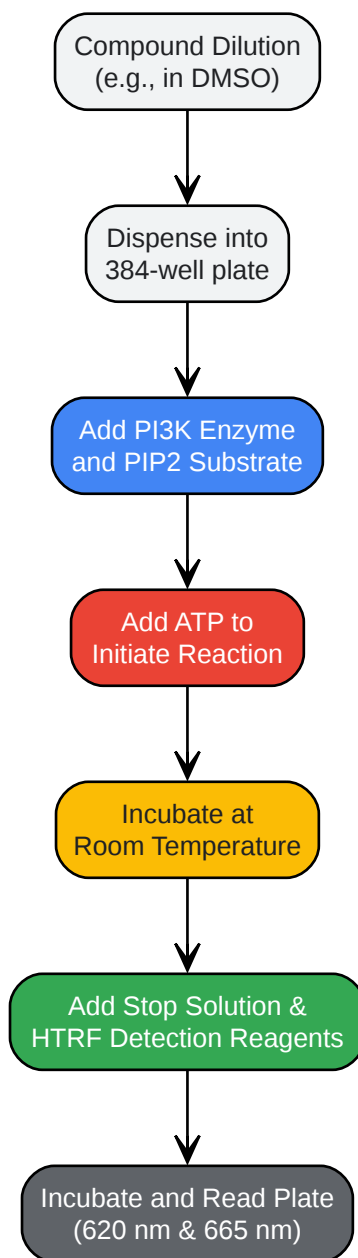 Compound Dilution
(e.g., in DMSO)
Dispense into
384-well plate
Add PI3K Enzyme
and PIP2 Substrate
Add ATP to
Initiate Reaction
Incubate at
Room Temperature
Add Stop Solution &
HTRF Detection Reagents
Incubate and Read Plate
(620 nm & 665 nm)